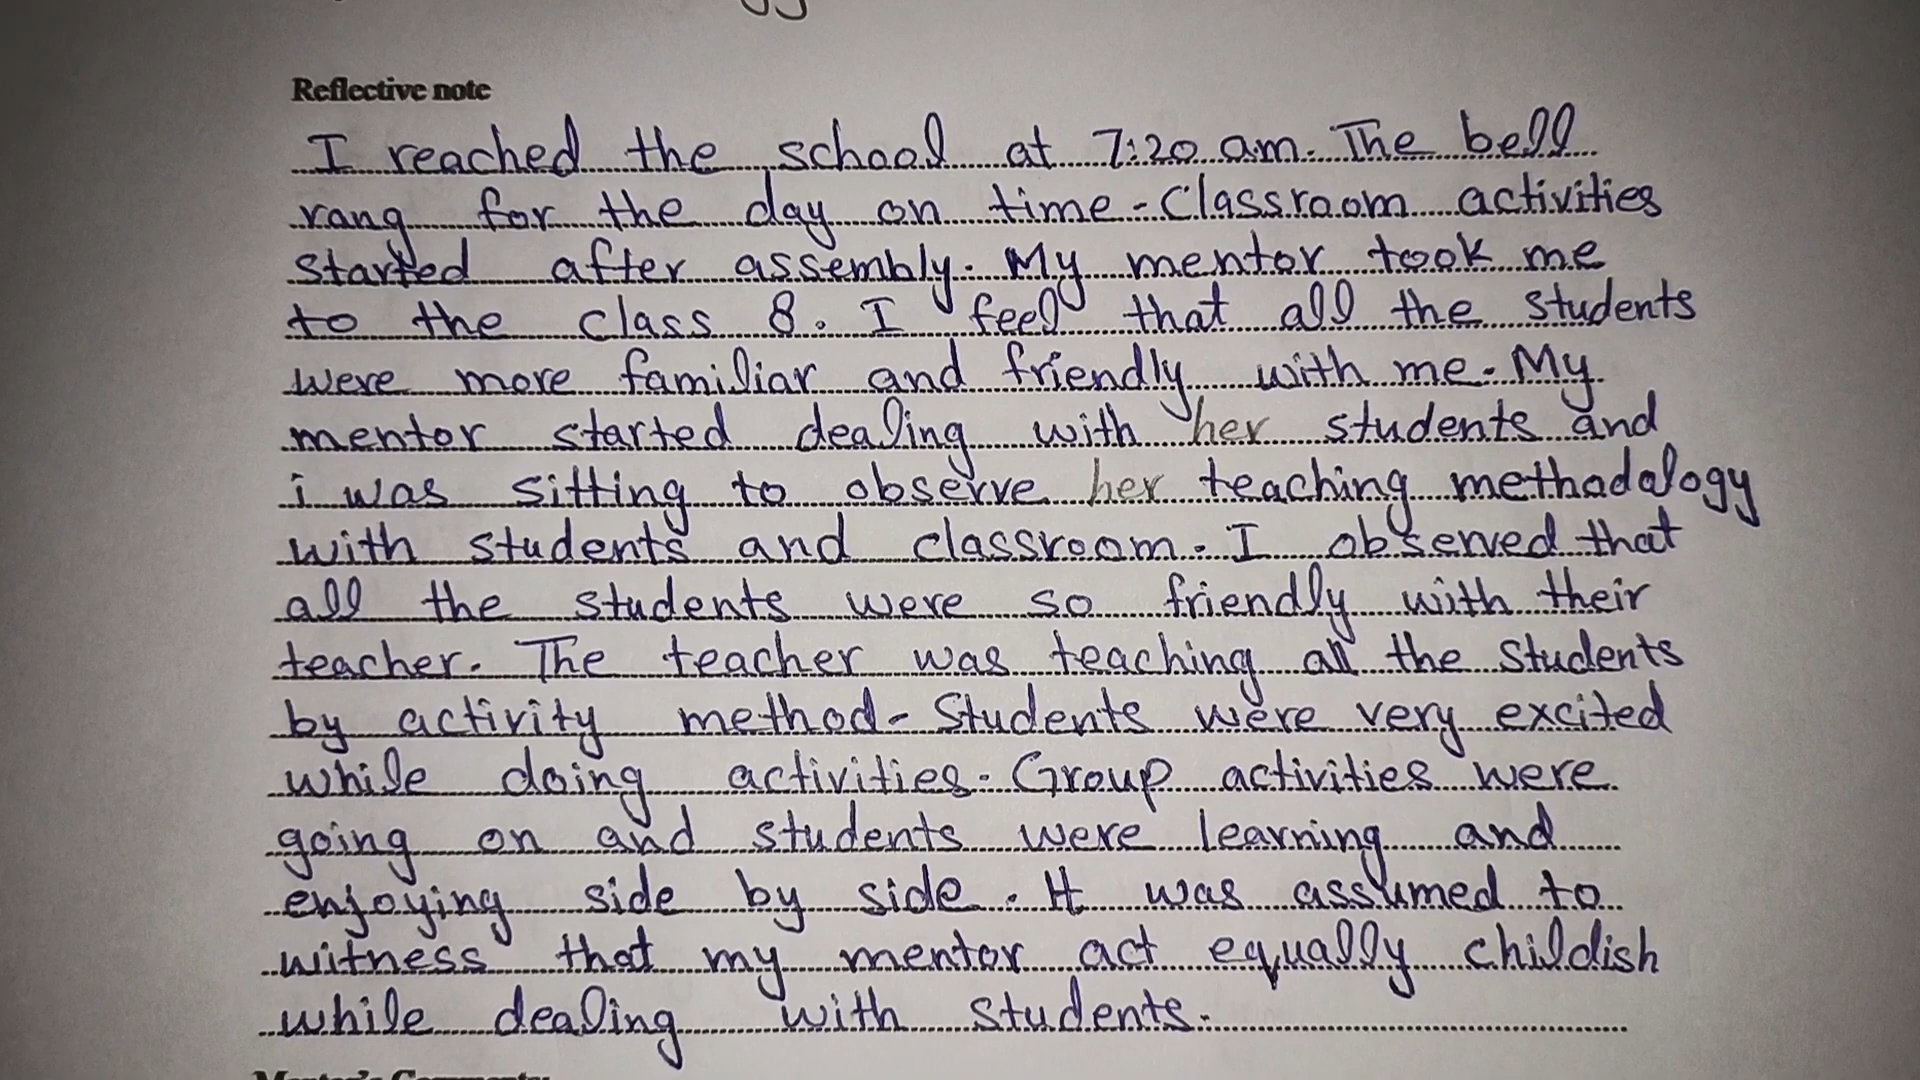 Reflective note
I reached the school at 7:20 am. The bell
rang for the day on time - Classroom activities
started after assembly. My mentor took me
to the class 8. I feel that all the students
were more familiar and friendly with me. My
mentor started dealing with her students and
i was sitting to observe her teaching methodology
with students and classroom. I observed that
all the students were so friendly with their
teacher. The teacher was teaching all the students
by activity method - Students were very excited
while doing activities. Group activities were
going on and students were learning and
enjoying side by side. It was assumed to
witness that my mentor act equally childish
while dealing with students.
Mentor's Comments: